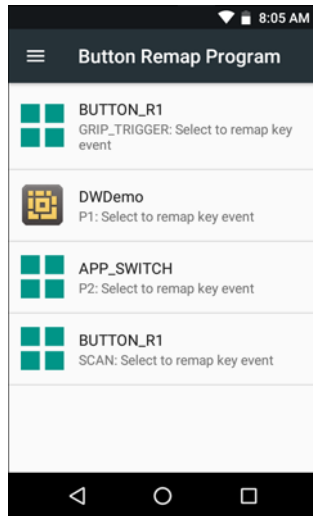 8:05 AM
Button Remap Program
BUTTON_R1
GRIP_TRIGGER: Select to remap key
event
DWDemo
P1: Select to remap key event
APP_SWITCH
P2: Select to remap key event
BUTTON_R1
SCAN: Select to remap key event